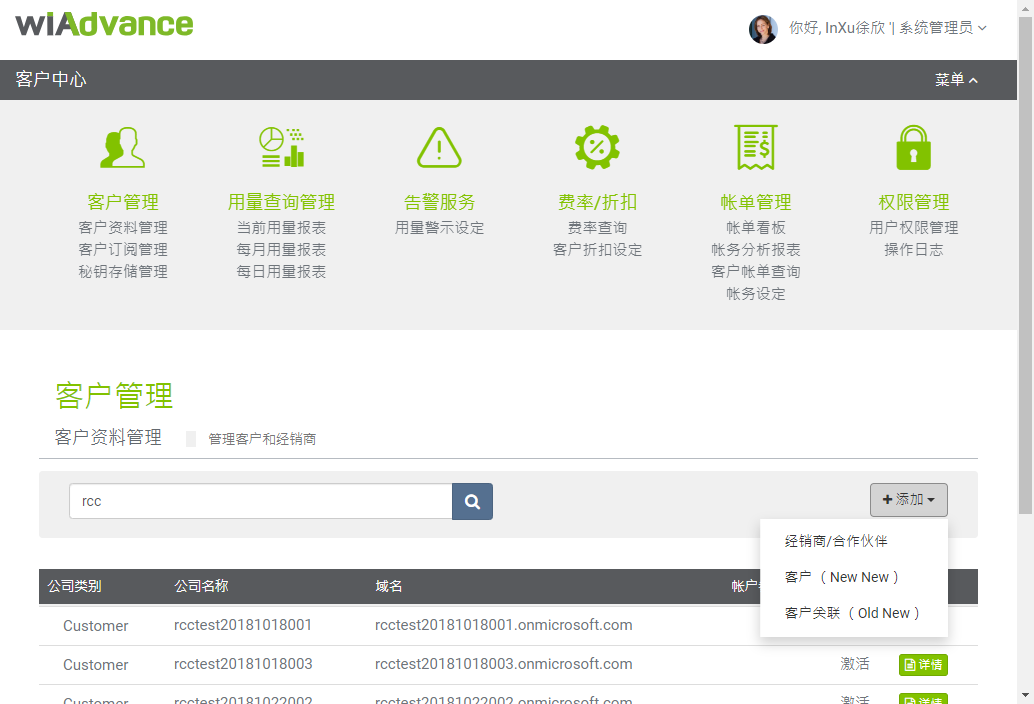 wiAdvance
你好, InXu徐欣 '| 系统管理员
客户中心
菜单
客户管理
客户资料管理
客户订阅管理
秘钥存储管理
用量查询管理
当前用量报表
每月用量报表
每日用量报表
告警服务
用量警示设定
费率/折扣
费率查询
客户折扣设定
帐单管理
帐单看板
帐务分析报表
客户帐单查询
帐务设定
权限管理
用户权限管理
操作日志
客户管理
客户资料管理 管理客户和经销商
rcc
添加
经销商/合作伙伴
客户（ New New ）
客户关联（ Old New ）
公司类别 公司名称 域名 帐户
Customer rcctest20181018001 rcctest20181018001.onmicrosoft.com
Customer rcctest20181018003 rcctest20181018003.onmicrosoft.com 激活 详情
Customer rcctest20181022002 rcctest20181022002.onmicrosoft.com 激活 详情